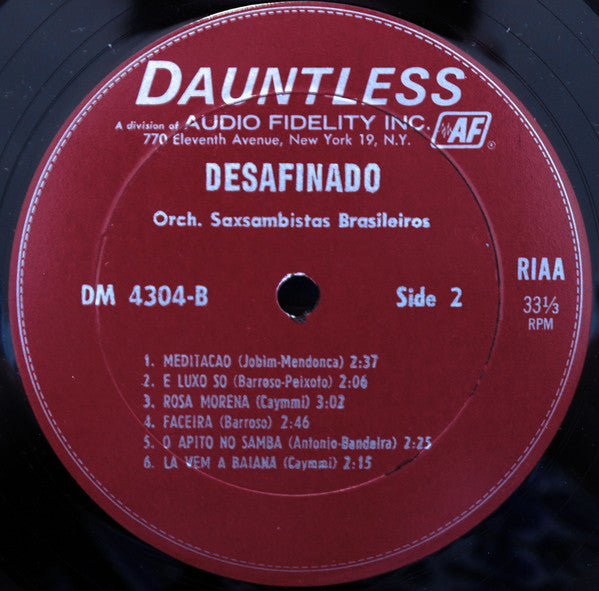 DAUNTLESS
A division of AUDIO FIDELITY INC. AF
770 Eleventh Avenue, New York 19, N.Y.
DESAFINADO
Orch. Saxsambistas Brasileiros
RIAA
DM 4304-B
Side 2
33 1/3
RPM
1. MEDITACAO (Jobim-Mendonca) 2:37
2. E LUXO SO (Barroso-Peixoto) 2:06
3. ROSA MORENA (Caymmi) 3:02
4. FACEIRA (Barroso) 2:46
5. O APITO NO SAMBA (Antonio-Bandeira) 2:25
6. LA VEM A BAIANA (Caymmi) 2:15